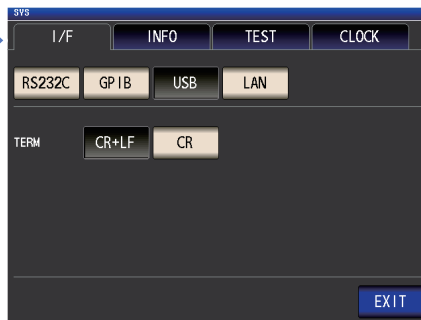 SYS
I/F INFO TEST CLOCK
RS232C GPIB USB LAN
TERM CR+LF CR
EXIT